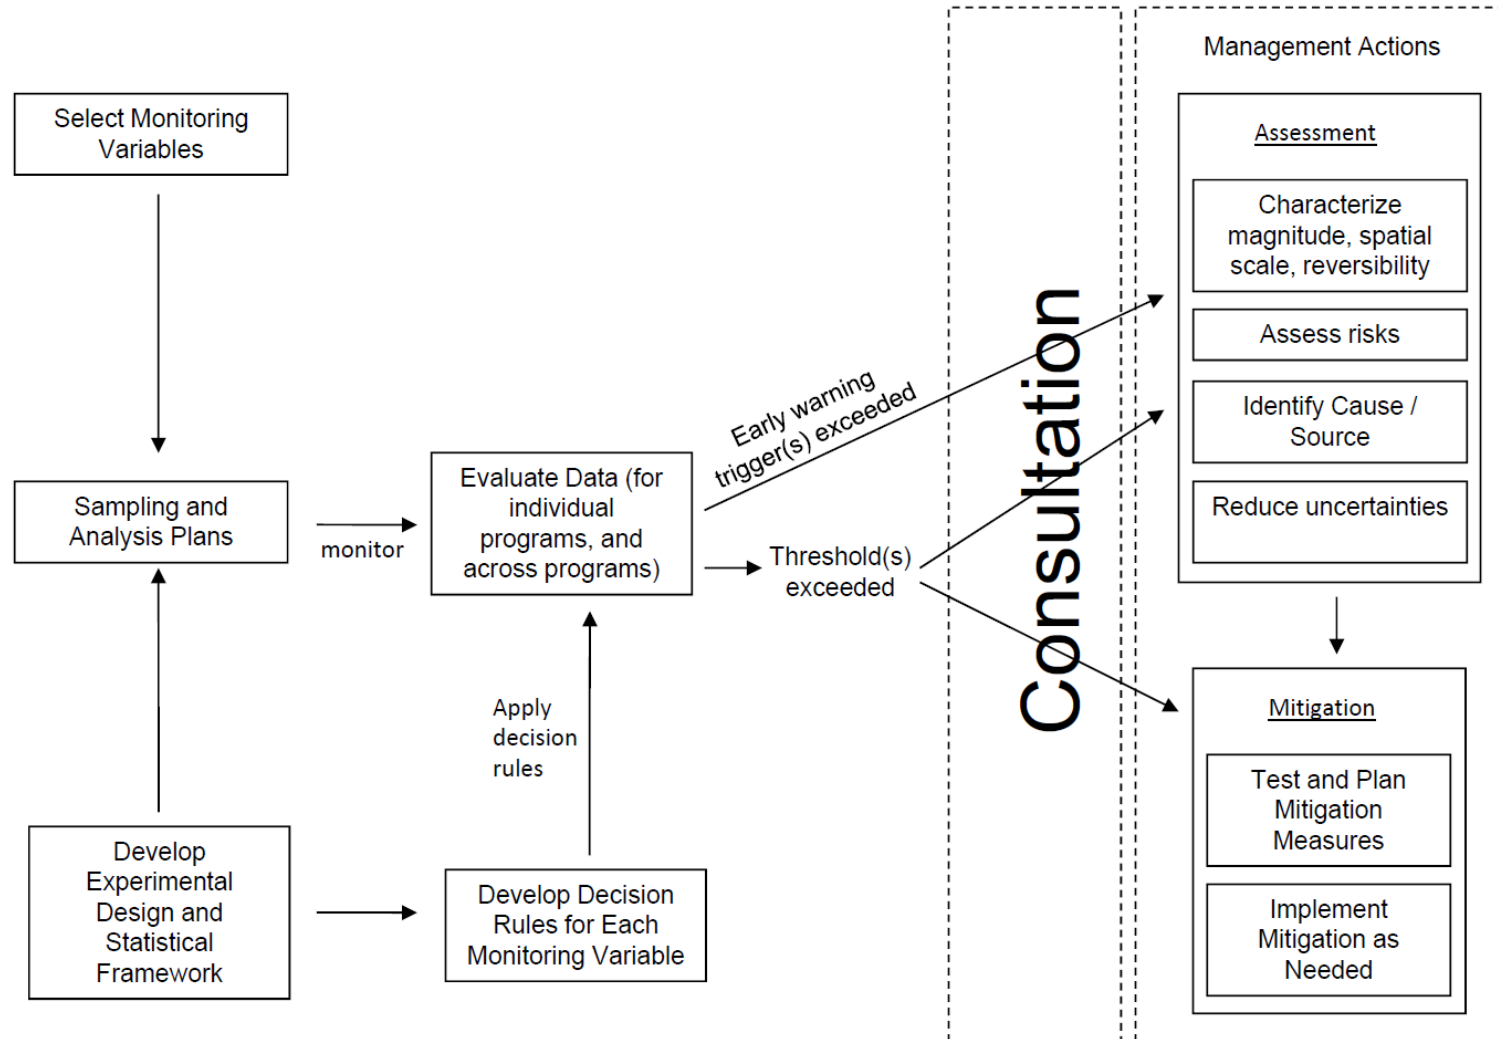 Management Actions
Select Monitoring
Variables
Sampling and
Analysis Plans
Develop
Experimental
Design and
Statistical
Framework
monitor
Evaluate Data (for
individual
programs, and
across programs)
Apply
decision
rules
Develop Decision
Rules for Each
Monitoring Variable
Early warning
trigger(s) exceeded
Threshold(s)
exceeded
Consultation
Assessment
Characterize
magnitude, spatial
scale, reversibility
Assess risks
Identify Cause /
Source
Reduce uncertainties
Mitigation
Test and Plan
Mitigation
Measures
Implement
Mitigation as
Needed